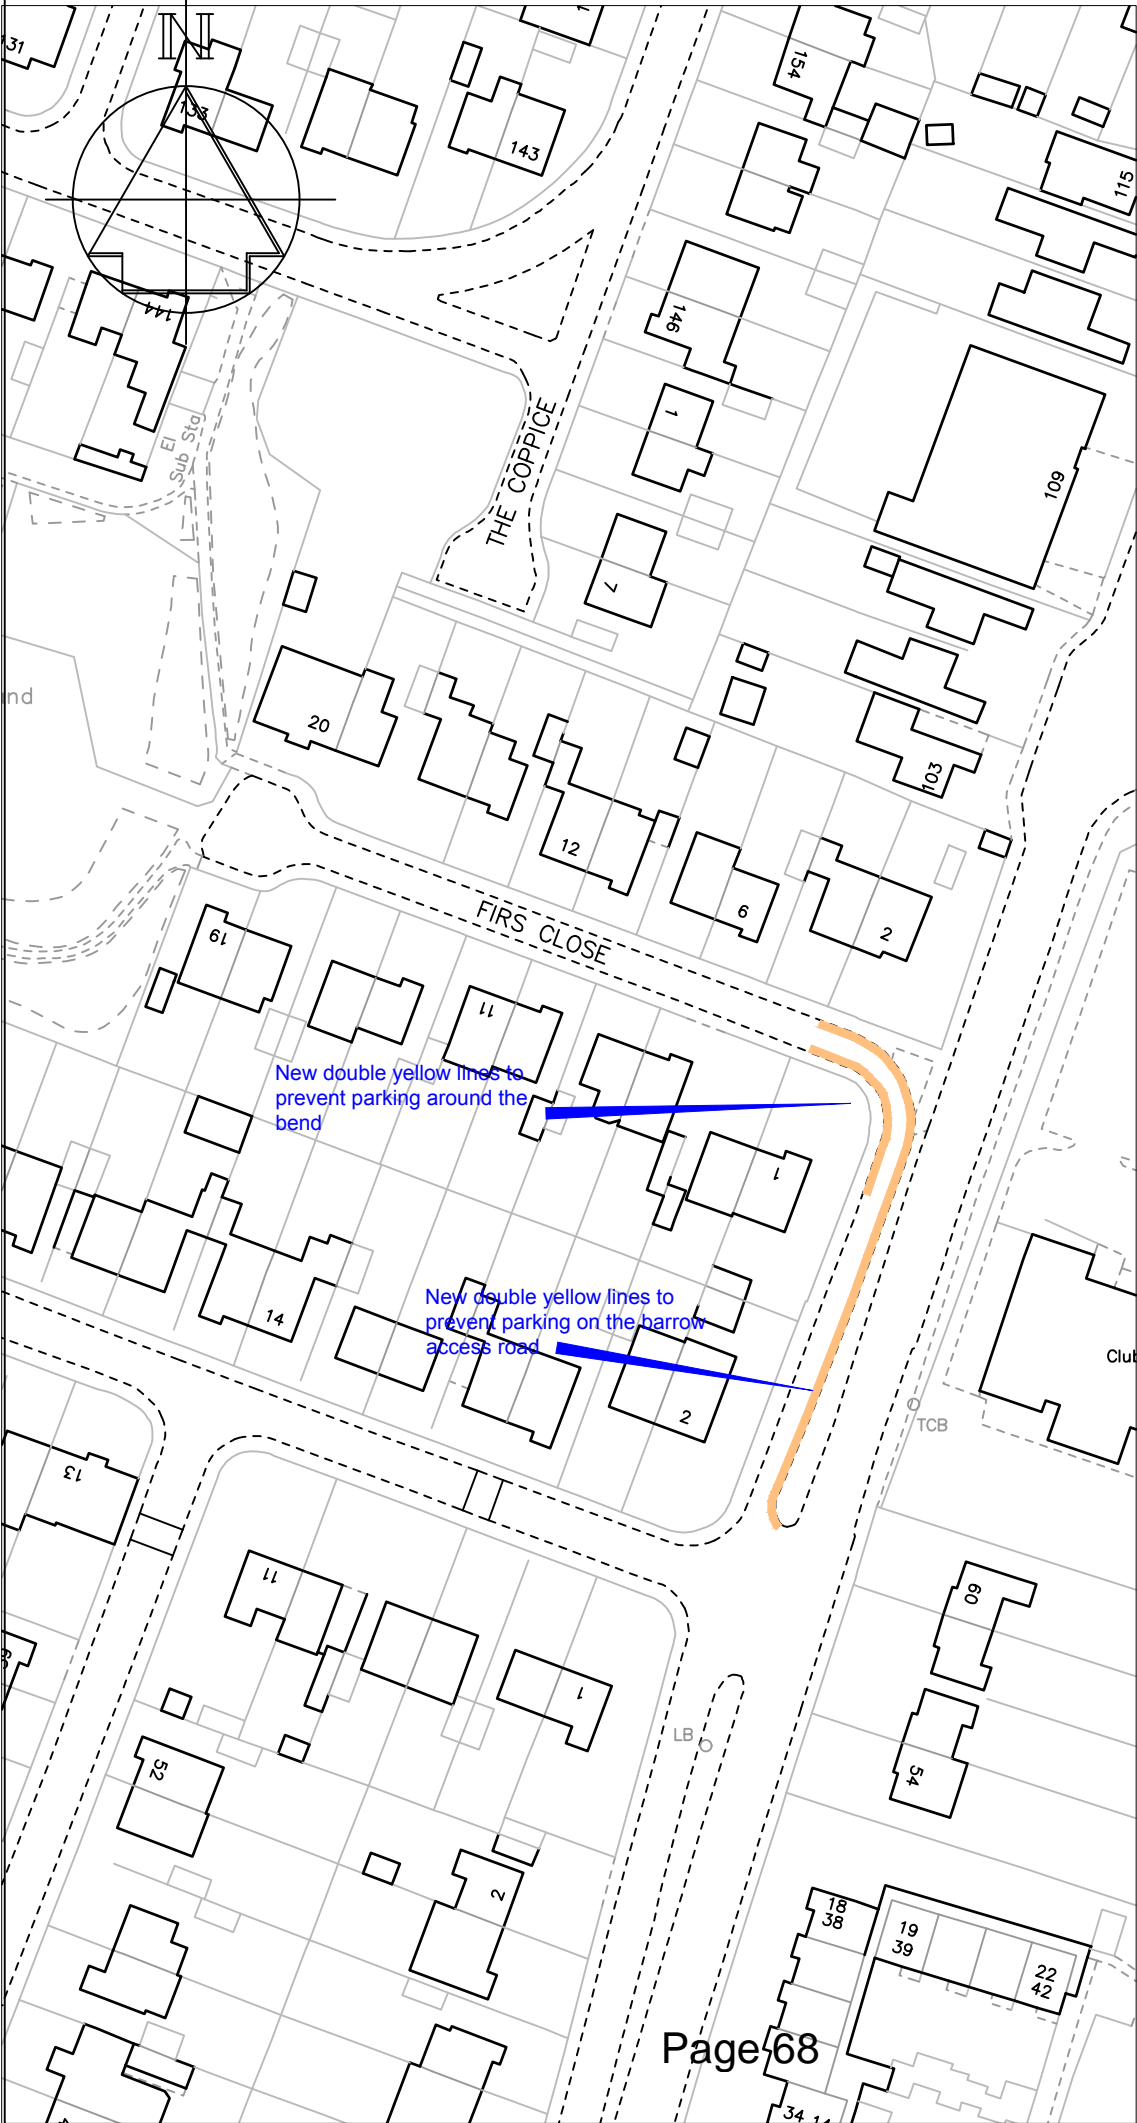 N
131
133
143
154
115
144
146
1
El
Sub Sta
THE COPPICE
109
7
nd
20
103
12
6
2
FIRS CLOSE
19
11
New double yellow lines to
prevent parking around the
bend
1
New double yellow lines to
prevent parking on the barrow
access road
14
2
Club
TCB
13
11
60
1
LB
52
54
2
18
38
19
39
22
42
Page 68
34